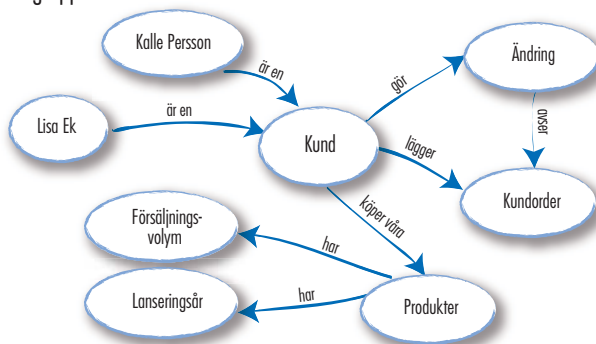 Kalle Persson
är en
Lisa Ek
är en
Kund
gör
Ändring
avser
lägger
Kundorder
köper våra
Försäljnings-
volym
har
Lanseringsår
har
Produkter